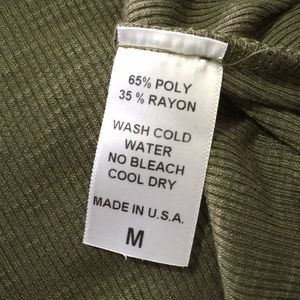 65% POLY
35% RAYON
WASH COLD
WATER
NO BLEACH
COOL DRY
MADE IN U.S.A.
M